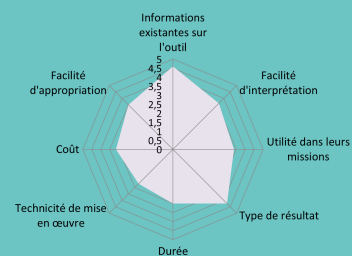 Informations
existantes sur
l'outil
5
4,5
4
3,5
3
2,5
2
1,5
1
0,5
0
Facilité
d'interprétation
Utilité dans leurs
missions
Type de résultat
Durée
Technicité de mise
en œuvre
Coût
Facilité
d'appropriation